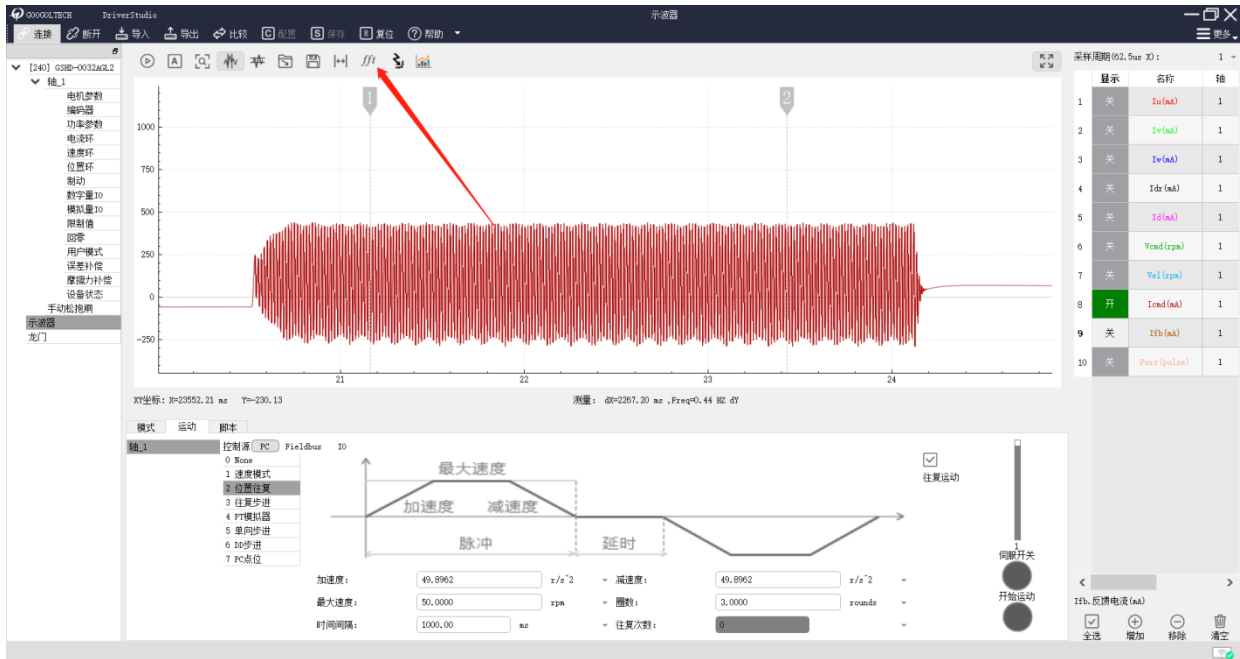 GOOGOLTECH DriverStudio 示波器
连接 断开 导入 导出 比较 C 配置 S 保存 R 复位 帮助 更多
[240] GSHD-0032AGL2
轴_1
电机参数
编码器
功率参数
电流环
速度环
位置环
制动
数字量IO
模拟量IO
限制值
回零
用户模式
误差补偿
摩擦力补偿
设备状态
手动松抱闸
示波器
龙门
A fft
1 2
1000
750
500
250
0
-250
21 22 23 24
XY坐标: X=23552.21 ms Y=-230.13 测量: dX=2267.20 ms ,Freq=0.44 HZ dY
模式 运动 脚本
轴_1
控制源 PC Fieldbus IO
0 None
1 速度模式
2 位置往复
3 往复步进
4 PT模拟器
5 单向步进
6 DD步进
7 PC点位
最大速度
加速度 减速度
脉冲 延时
往复运动
加速度: 49.8962 r/s^2 减速度: 49.8962 r/s^2
最大速度: 50.0000 rpm 圈数: 3.0000 rounds
时间间隔: 1000.00 ms 往复次数: 0
1
伺服开关
开始运动
采样周期(62.5us X): 1
显示 名称 轴
1 关 Iu(mA) 1
2 关 Iv(mA) 1
3 关 Iw(mA) 1
4 关 Idr(mA) 1
5 关 Id(mA) 1
6 关 Vcmd(rpm) 1
7 关 Vel(rpm) 1
8 开 Icmd(mA) 1
9 关 Ifb(mA) 1
10 关 Perr(pulse) 1
Ifb.反馈电流(mA)
全选 增加 移除 清空